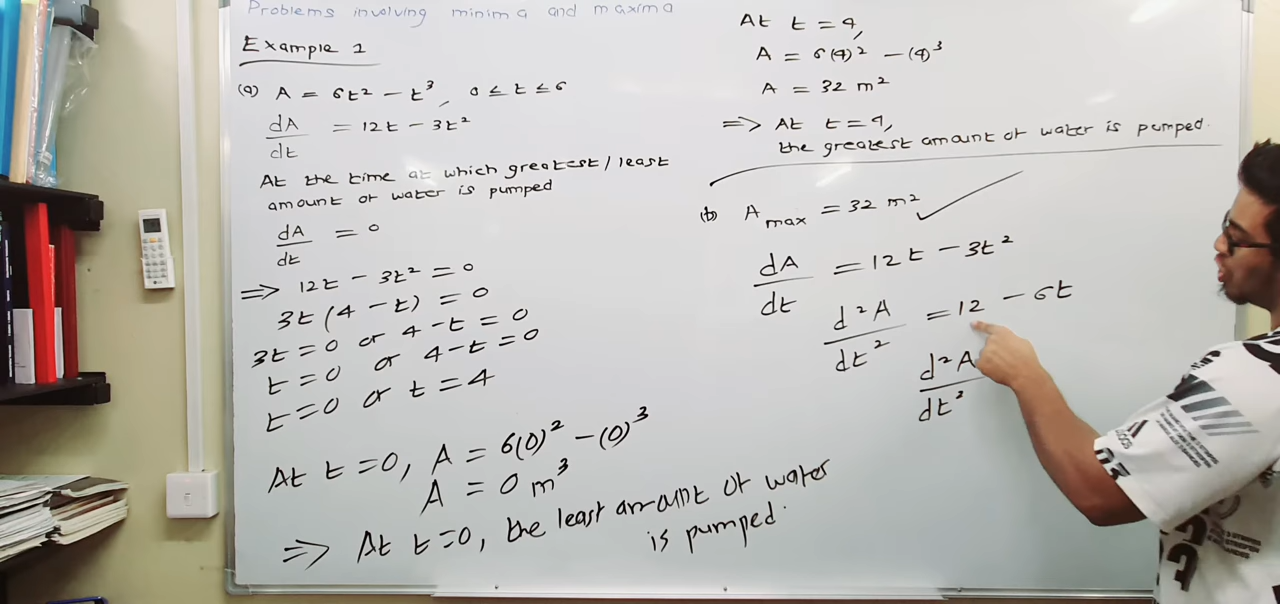 Problems involving minima and maxima
Example 1
(a) A = 6t² - t³, 0 ≤ t ≤ 6
dA/dt = 12t - 3t²
At the time at which greatest/least
amount of water is pumped
dA/dt = 0
⇒ 12t - 3t² = 0
3t(4 - t) = 0
3t = 0 or 4 - t = 0
t = 0 or 4 - t = 0
t = 0 or t = 4
At t = 0, A = 6(0)² - (0)³
A = 0 m³
⇒ At t = 0, the least amount of water
is pumped.
At t = 4,
A = 6(4)² - (4)³
A = 32 m²
⇒ At t = 4,
the greatest amount of water is pumped.
(b) A max = 32 m² ✓
dA/dt = 12t - 3t²
d²A/dt² = 12 - 6t
d²A/dt²
adidas